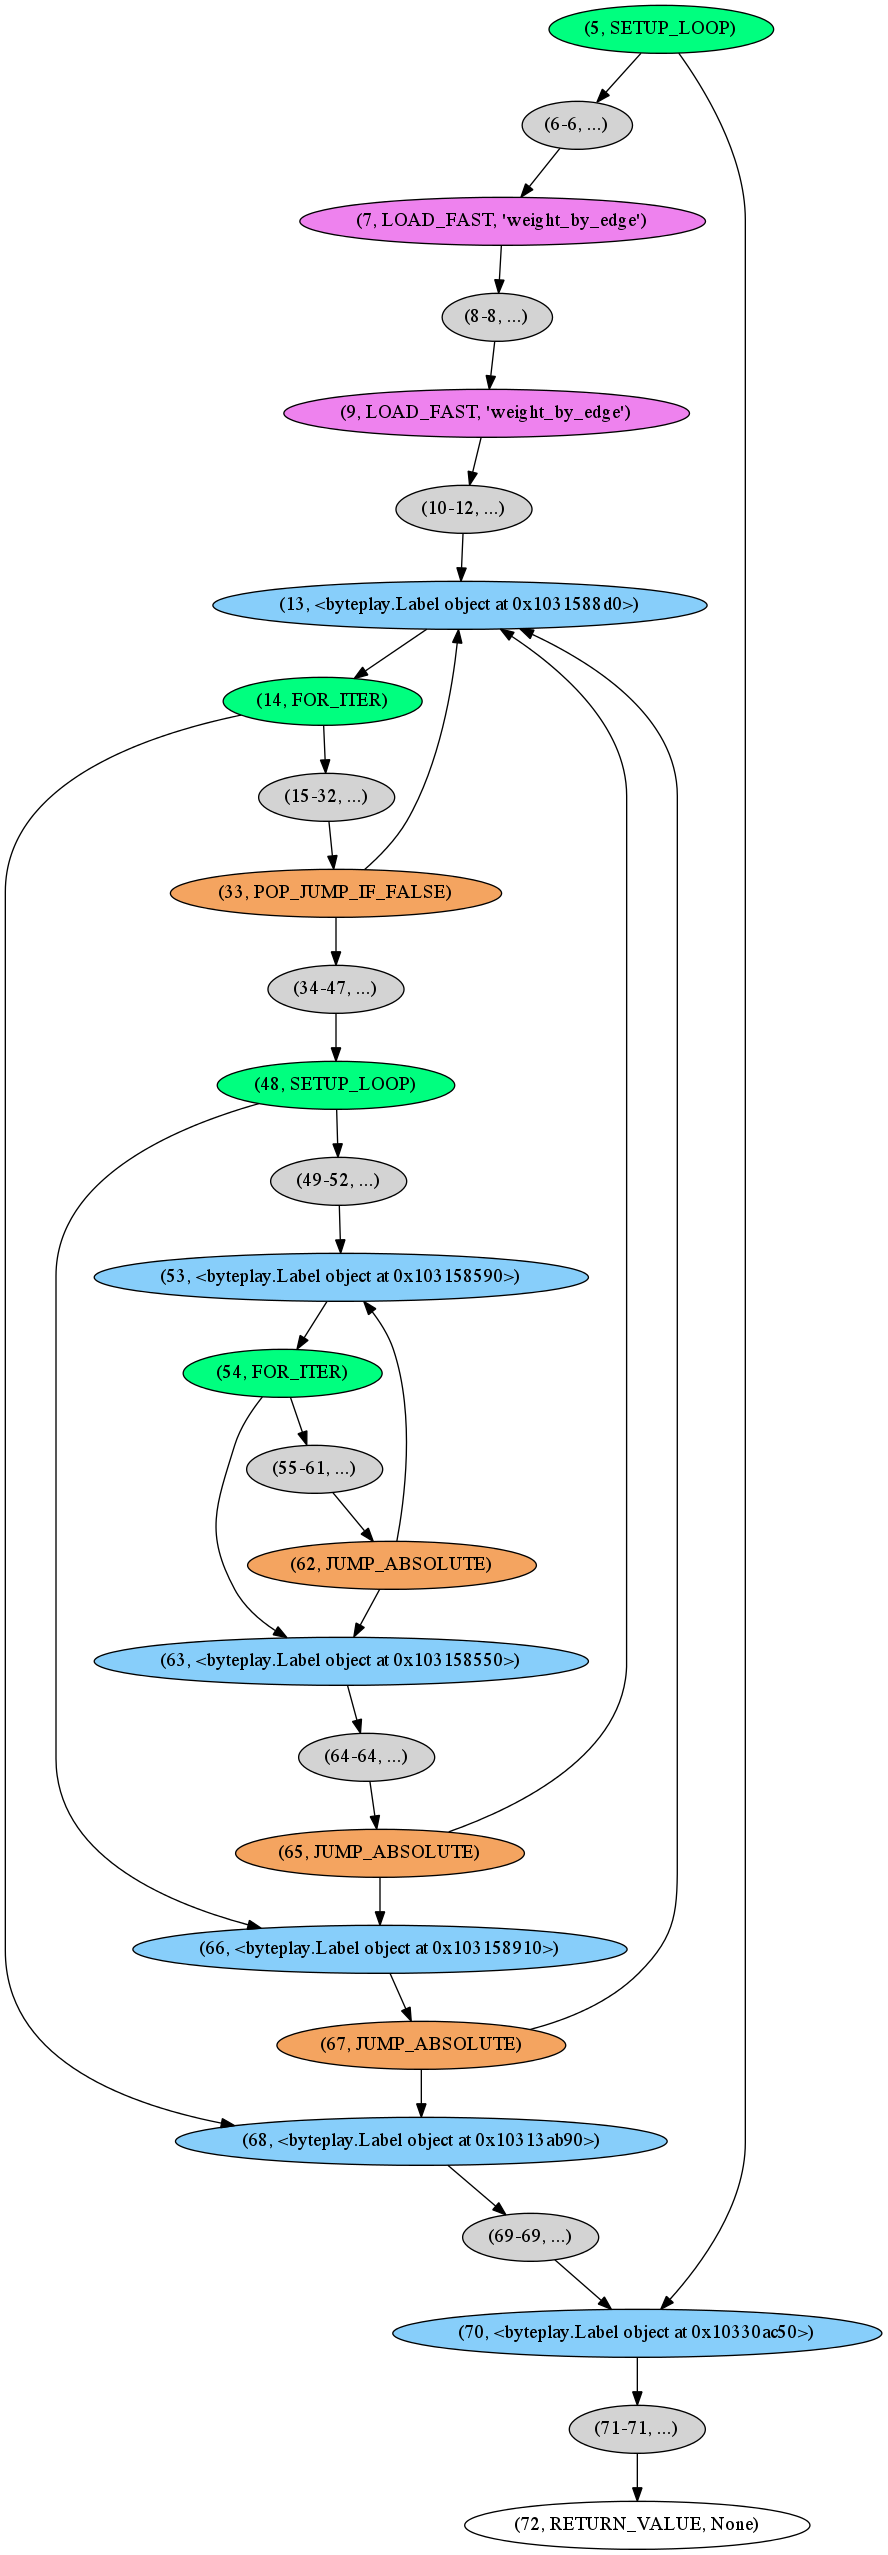 (5, SETUP_LOOP)
(6-6, ...)
(7, LOAD_FAST, 'weight_by_edge')
(8-8, ...)
(9, LOAD_FAST, 'weight_by_edge')
(10-12, ...)
(13, <byteplay.Label object at 0x1031588d0>)
(14, FOR_ITER)
(15-32, ...)
(33, POP_JUMP_IF_FALSE)
(34-47, ...)
(48, SETUP_LOOP)
(49-52, ...)
(53, <byteplay.Label object at 0x103158590>)
(54, FOR_ITER)
(55-61, ...)
(62, JUMP_ABSOLUTE)
(63, <byteplay.Label object at 0x103158550>)
(64-64, ...)
(65, JUMP_ABSOLUTE)
(66, <byteplay.Label object at 0x103158910>)
(67, JUMP_ABSOLUTE)
(68, <byteplay.Label object at 0x10313ab90>)
(69-69, ...)
(70, <byteplay.Label object at 0x10330ac50>)
(71-71, ...)
(72, RETURN_VALUE, None)